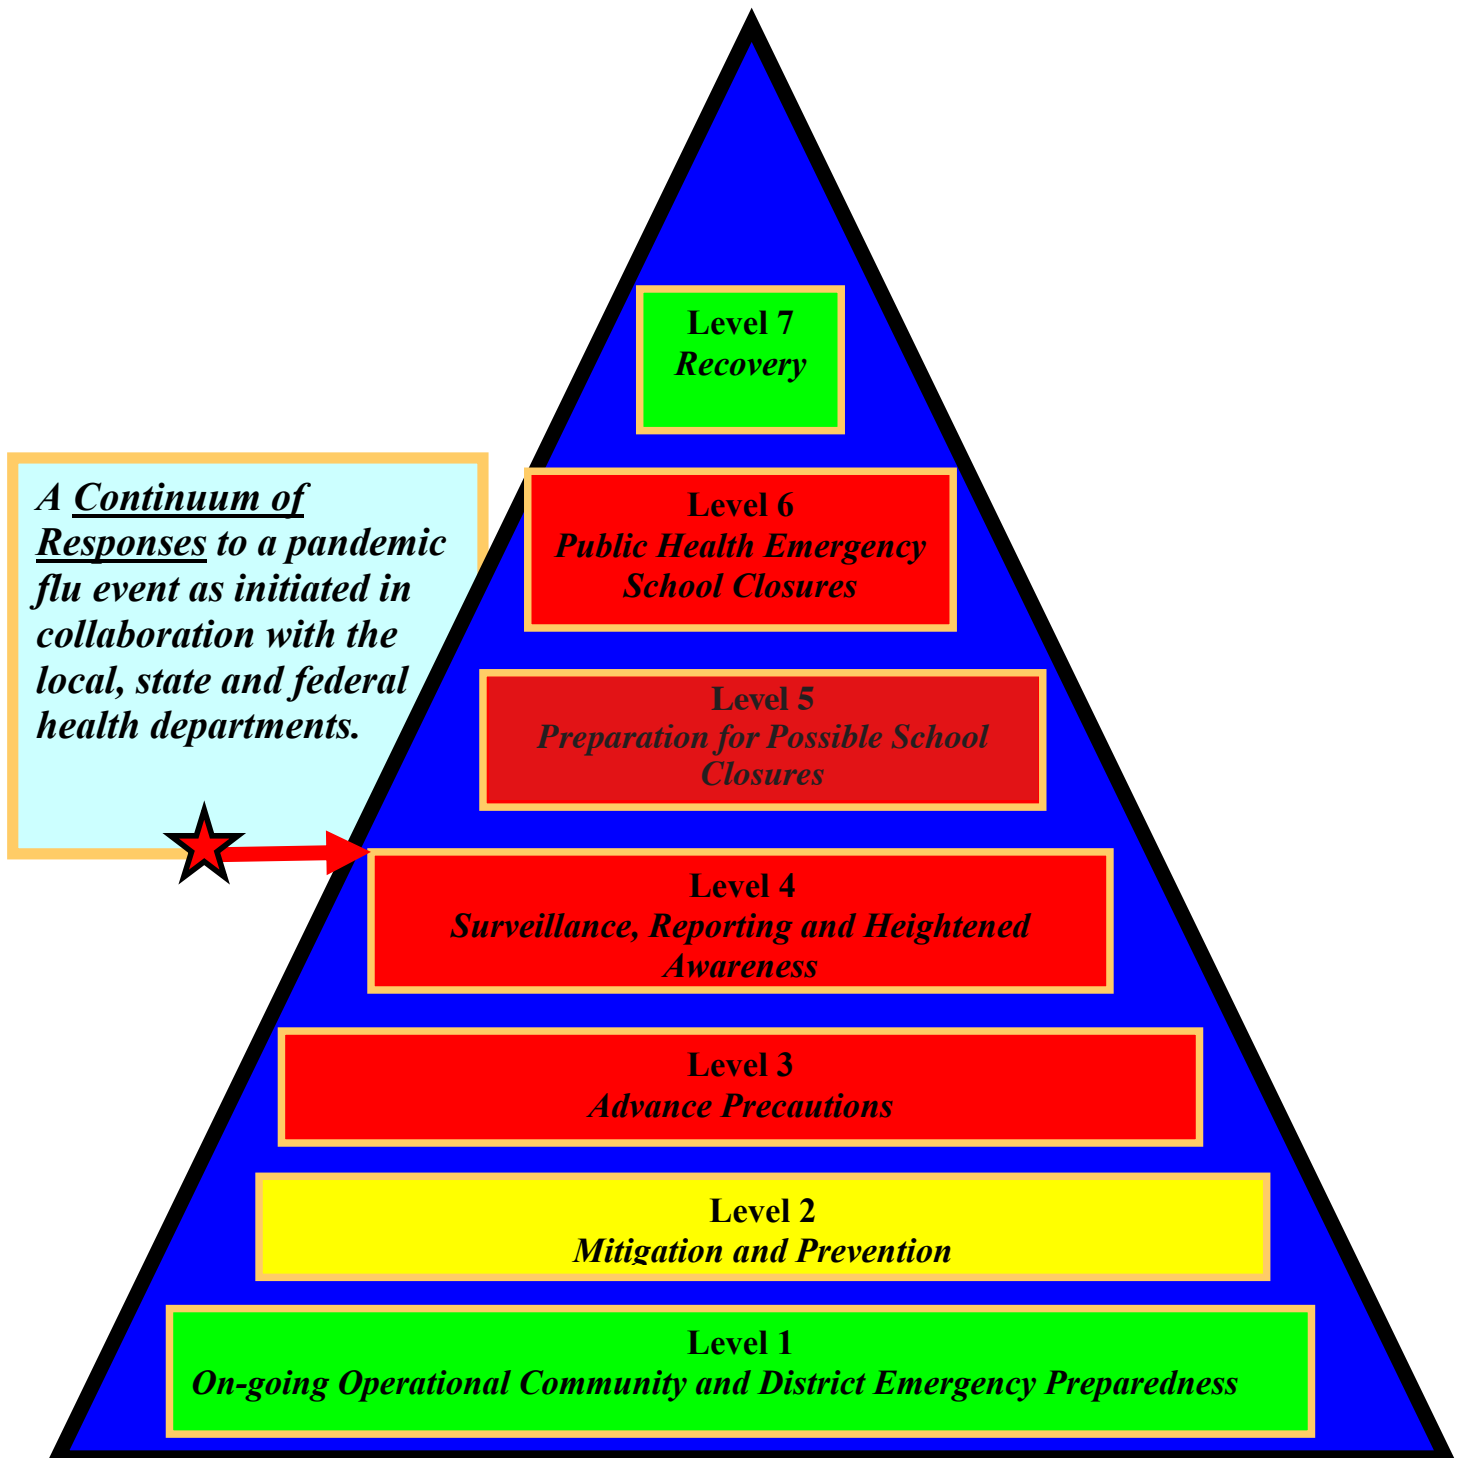 Level 7
Recovery
A Continuum of
Responses to a pandemic
flu event as initiated in
collaboration with the
local, state and federal
health departments.
Level 6
Public Health Emergency
School Closures
Level 5
Preparation for Possible School
Closures
Level 4
Surveillance, Reporting and Heightened
Awareness
Level 3
Advance Precautions
Level 2
Mitigation and Prevention
Level 1
On-going Operational Community and District Emergency Preparedness